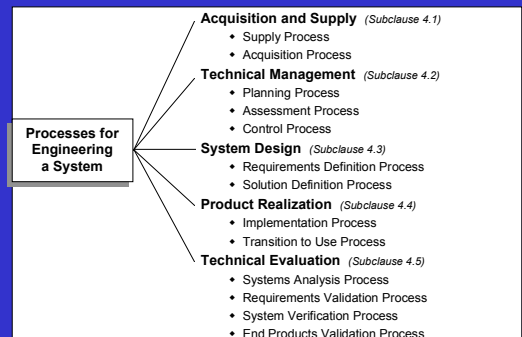 Acquisition and Supply (Subclause 4.1)
• Supply Process
• Acquisition Process
Technical Management (Subclause 4.2)
• Planning Process
• Assessment Process
• Control Process
Processes for
Engineering
a System
System Design (Subclause 4.3)
• Requirements Definition Process
• Solution Definition Process
Product Realization (Subclause 4.4)
• Implementation Process
• Transition to Use Process
Technical Evaluation (Subclause 4.5)
• Systems Analysis Process
• Requirements Validation Process
• System Verification Process
• End Products Validation Process